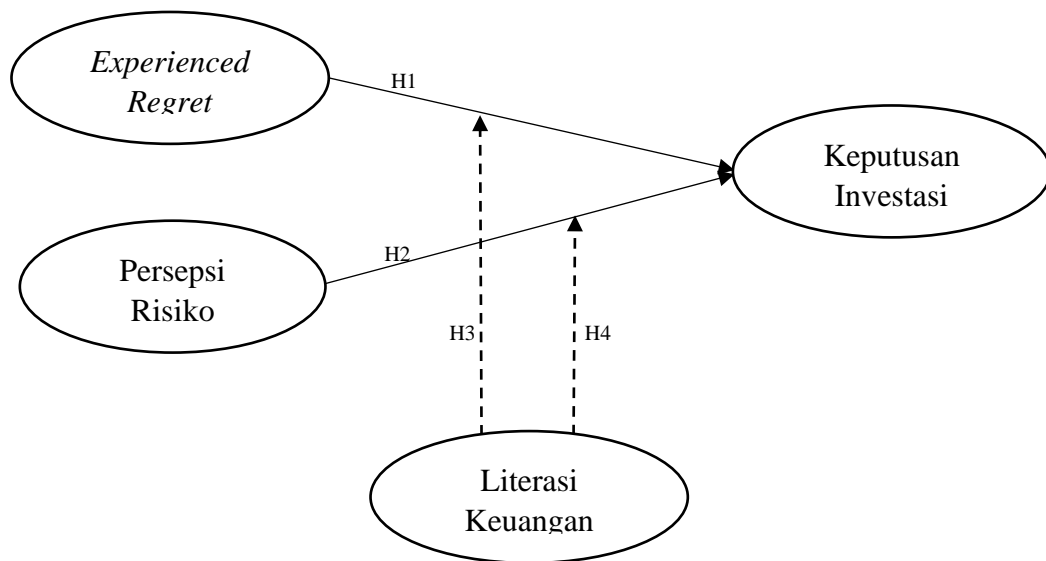 Experienced
Regret
H1
Keputusan
Investasi
Persepsi
Risiko
H2
H3
H4
Literasi
Keuangan